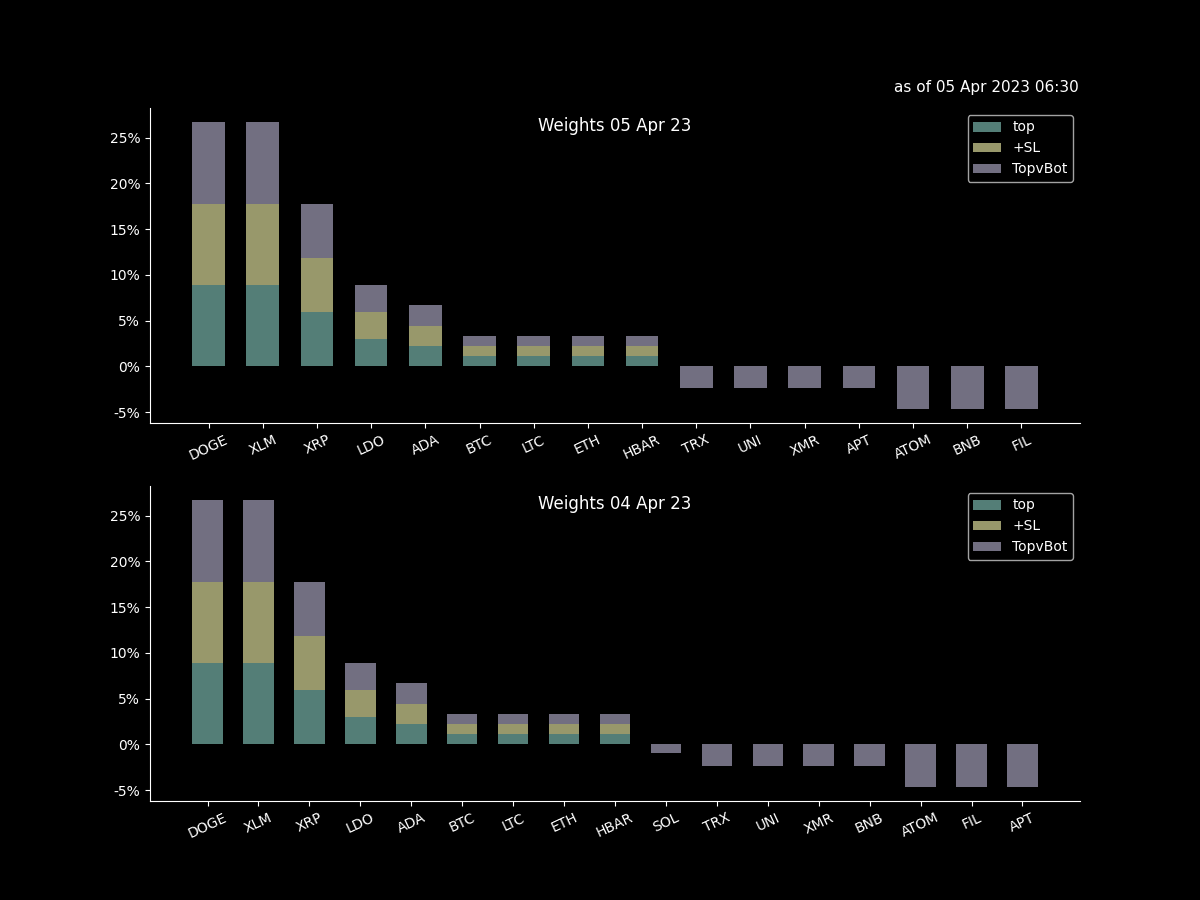 as of 05 Apr 2023 06:30
Weights 05 Apr 23
top
+SL
TopvBot
25%
20%
15%
10%
5%
0%
-5%
DOGE XLM XRP LDO ADA BTC LTC ETH HBAR TRX UNI XMR APT ATOM BNB FIL
Weights 04 Apr 23
top
+SL
TopvBot
25%
20%
15%
10%
5%
0%
-5%
DOGE XLM XRP LDO ADA BTC LTC ETH HBAR SOL TRX UNI XMR BNB ATOM FIL APT